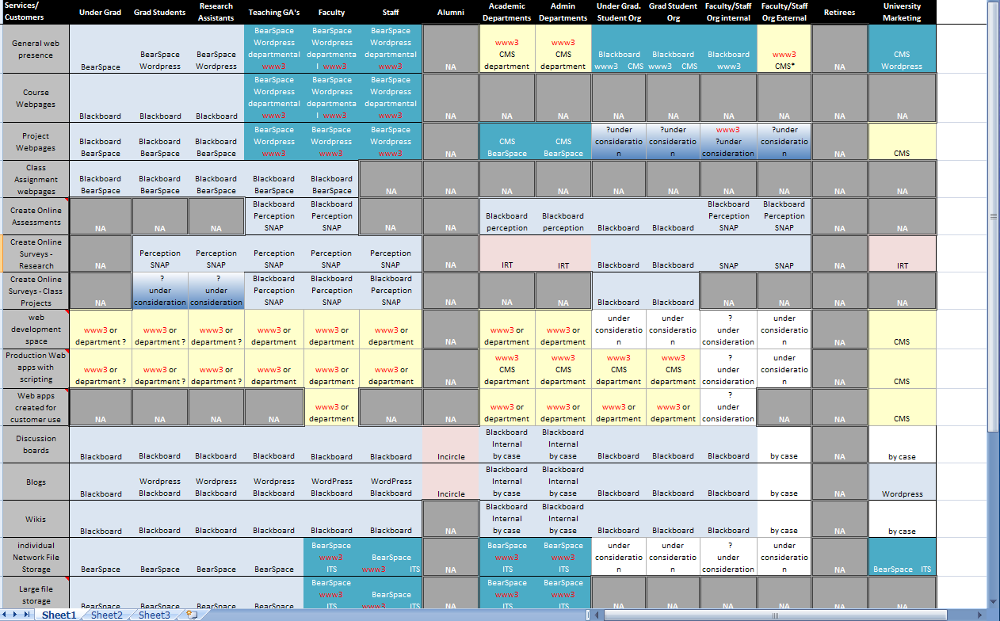 Services/ Research Academic Admin Under Grad. Grad Student Faculty/Staff Faculty/Staff University
Customers Under Grad Grad Students Assistants Teaching GA's Faculty Staff Alumni Departments Departments Student Org Org Org internal Org External Retirees Marketing
BearSpace BearSpace BearSpace
General web Wordpress Wordpress Wordpress www3 www3
presence BearSpace BearSpace departmental departmenta departmental CMS CMS Blackboard Blackboard Blackboard www3 CMS
BearSpace Wordpress Wordpress www3 l www3 www3 NA department department www3 CMS www3 CMS www3 CMS* NA Wordpress
BearSpace BearSpace BearSpace
Course Wordpress Wordpress Wordpress
Webpages departmental departmenta departmental
Blackboard Blackboard Blackboard www3 l www3 www3 NA NA NA NA NA NA NA NA NA
BearSpace BearSpace BearSpace ?under ?under www3 ?under
Project Blackboard Blackboard Blackboard Wordpress Wordpress Wordpress CMS CMS consideratio consideratio ?under consideratio
Webpages BearSpace BearSpace BearSpace www3 www3 www3 NA BearSpace BearSpace n n consideration n NA CMS
Class
Assignment Blackboard Blackboard Blackboard Blackboard Blackboard
webpages BearSpace BearSpace BearSpace BearSpace BearSpace NA NA NA NA NA NA NA NA NA NA
Blackboard Blackboard Blackboard Blackboard
Create Online Perception Perception Blackboard Blackboard Perception Perception
Assessments NA NA NA SNAP SNAP NA NA perception perception Blackboard Blackboard SNAP SNAP NA NA
Create Online
Surveys - Perception Perception Perception Perception Perception
Research NA SNAP SNAP SNAP SNAP SNAP NA IRT IRT Blackboard Blackboard SNAP SNAP NA IRT
Create Online ? ? Blackboard Blackboard Blackboard
Surveys - Class under under Perception Perception Perception
Projects NA consideration consideration SNAP SNAP SNAP NA NA NA Blackboard Blackboard NA NA NA NA
web under under ? under
development www3 or www3 or www3 or www3 or www3 or www3 or www3 or www3 or consideratio consideratio under consideratio
space department ? department ? department ? department department department NA department department n n consideration n NA CMS
Production Web www3 www3 www3 www3 ? under
apps with www3 or www3 or www3 or www3 or www3 or www3 or CMS CMS CMS CMS under consideratio
scripting department ? department ? department ? department department department NA department department department department consideration n NA CMS
Web apps ?
created for www3 or www3 or www3 or www3 or www3 or under
customer use NA NA NA NA department NA NA department department department department consideration NA NA CMS
Blackboard Blackboard
Discussion Internal Internal
boards Blackboard Blackboard Blackboard Blackboard Blackboard Blackboard Incircle by case by case Blackboard Blackboard Blackboard by case NA by case
Blackboard Blackboard
Blogs Wordpress Wordpress Wordpress WordPress WordPress Internal Internal
Blackboard Blackboard Blackboard Blackboard Blackboard Blackboard Incircle by case by case Blackboard Blackboard Blackboard by case NA Wordpress
Blackboard Blackboard
Wikis Internal Internal
Blackboard Blackboard Blackboard Blackboard Blackboard Blackboard NA by case by case Blackboard Blackboard Blackboard by case NA by case
individual BearSpace BearSpace BearSpace under under ? under
Network File www3 BearSpace www3 www3 consideratio consideratio under consideratio
Storage BearSpace BearSpace BearSpace BearSpace ITS www3 ITS NA ITS ITS n n consideration n NA BearSpace ITS
Large file BearSpace BearSpace BearSpace
storage www3 BearSpace www3 www3
BearSpace BearSpace BearSpace BearSpace ITS www3 ITS NA ITS ITS NA NA NA NA NA NA
Sheet1 Sheet2 Sheet3